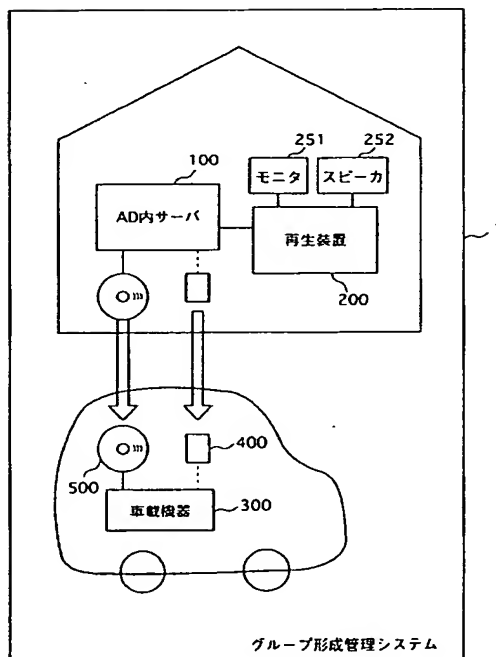 251
252
100
モニタ
スピーカ
AD内サーバ
再生装置
m
200
m
400
500
車載機器
300
グループ形成管理システム